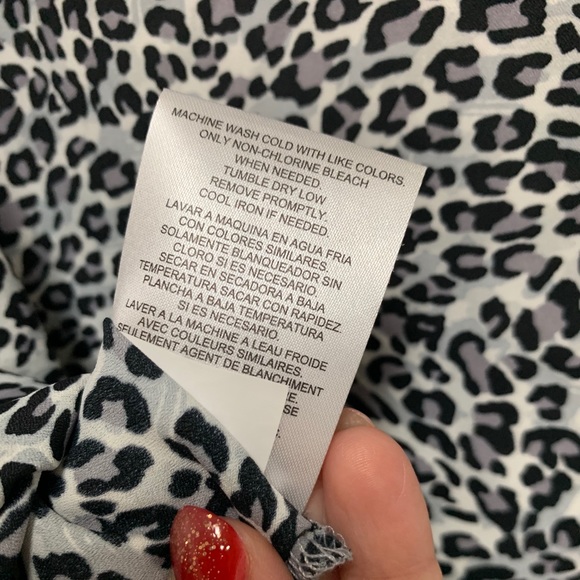 MACHINE WASH COLD WITH LIKE COLORS.
ONLY NON-CHLORINE BLEACH
WHEN NEEDED.
TUMBLE DRY LOW
REMOVE PROMPTLY.
COOL IRON IF NEEDED.
LAVAR A MAQUINA EN AGUA FRIA
CON COLORES SIMILARES.
SOLAMENTE BLANQUEADOR SIN
CLORO SI ES NECESARIO.
SECAR EN SECADORA A BAJA
TEMPERATURA SACAR CON RAPIDEZ.
PLANCHA A BAJA TEMPERATURA
SI ES NECESARIO.
LAVER A LA MACHINE A L'EAU FROIDE
AVEC COULEURS SIMILAIRES.
SEULEMENT AGENT DE BLANCHIMENT